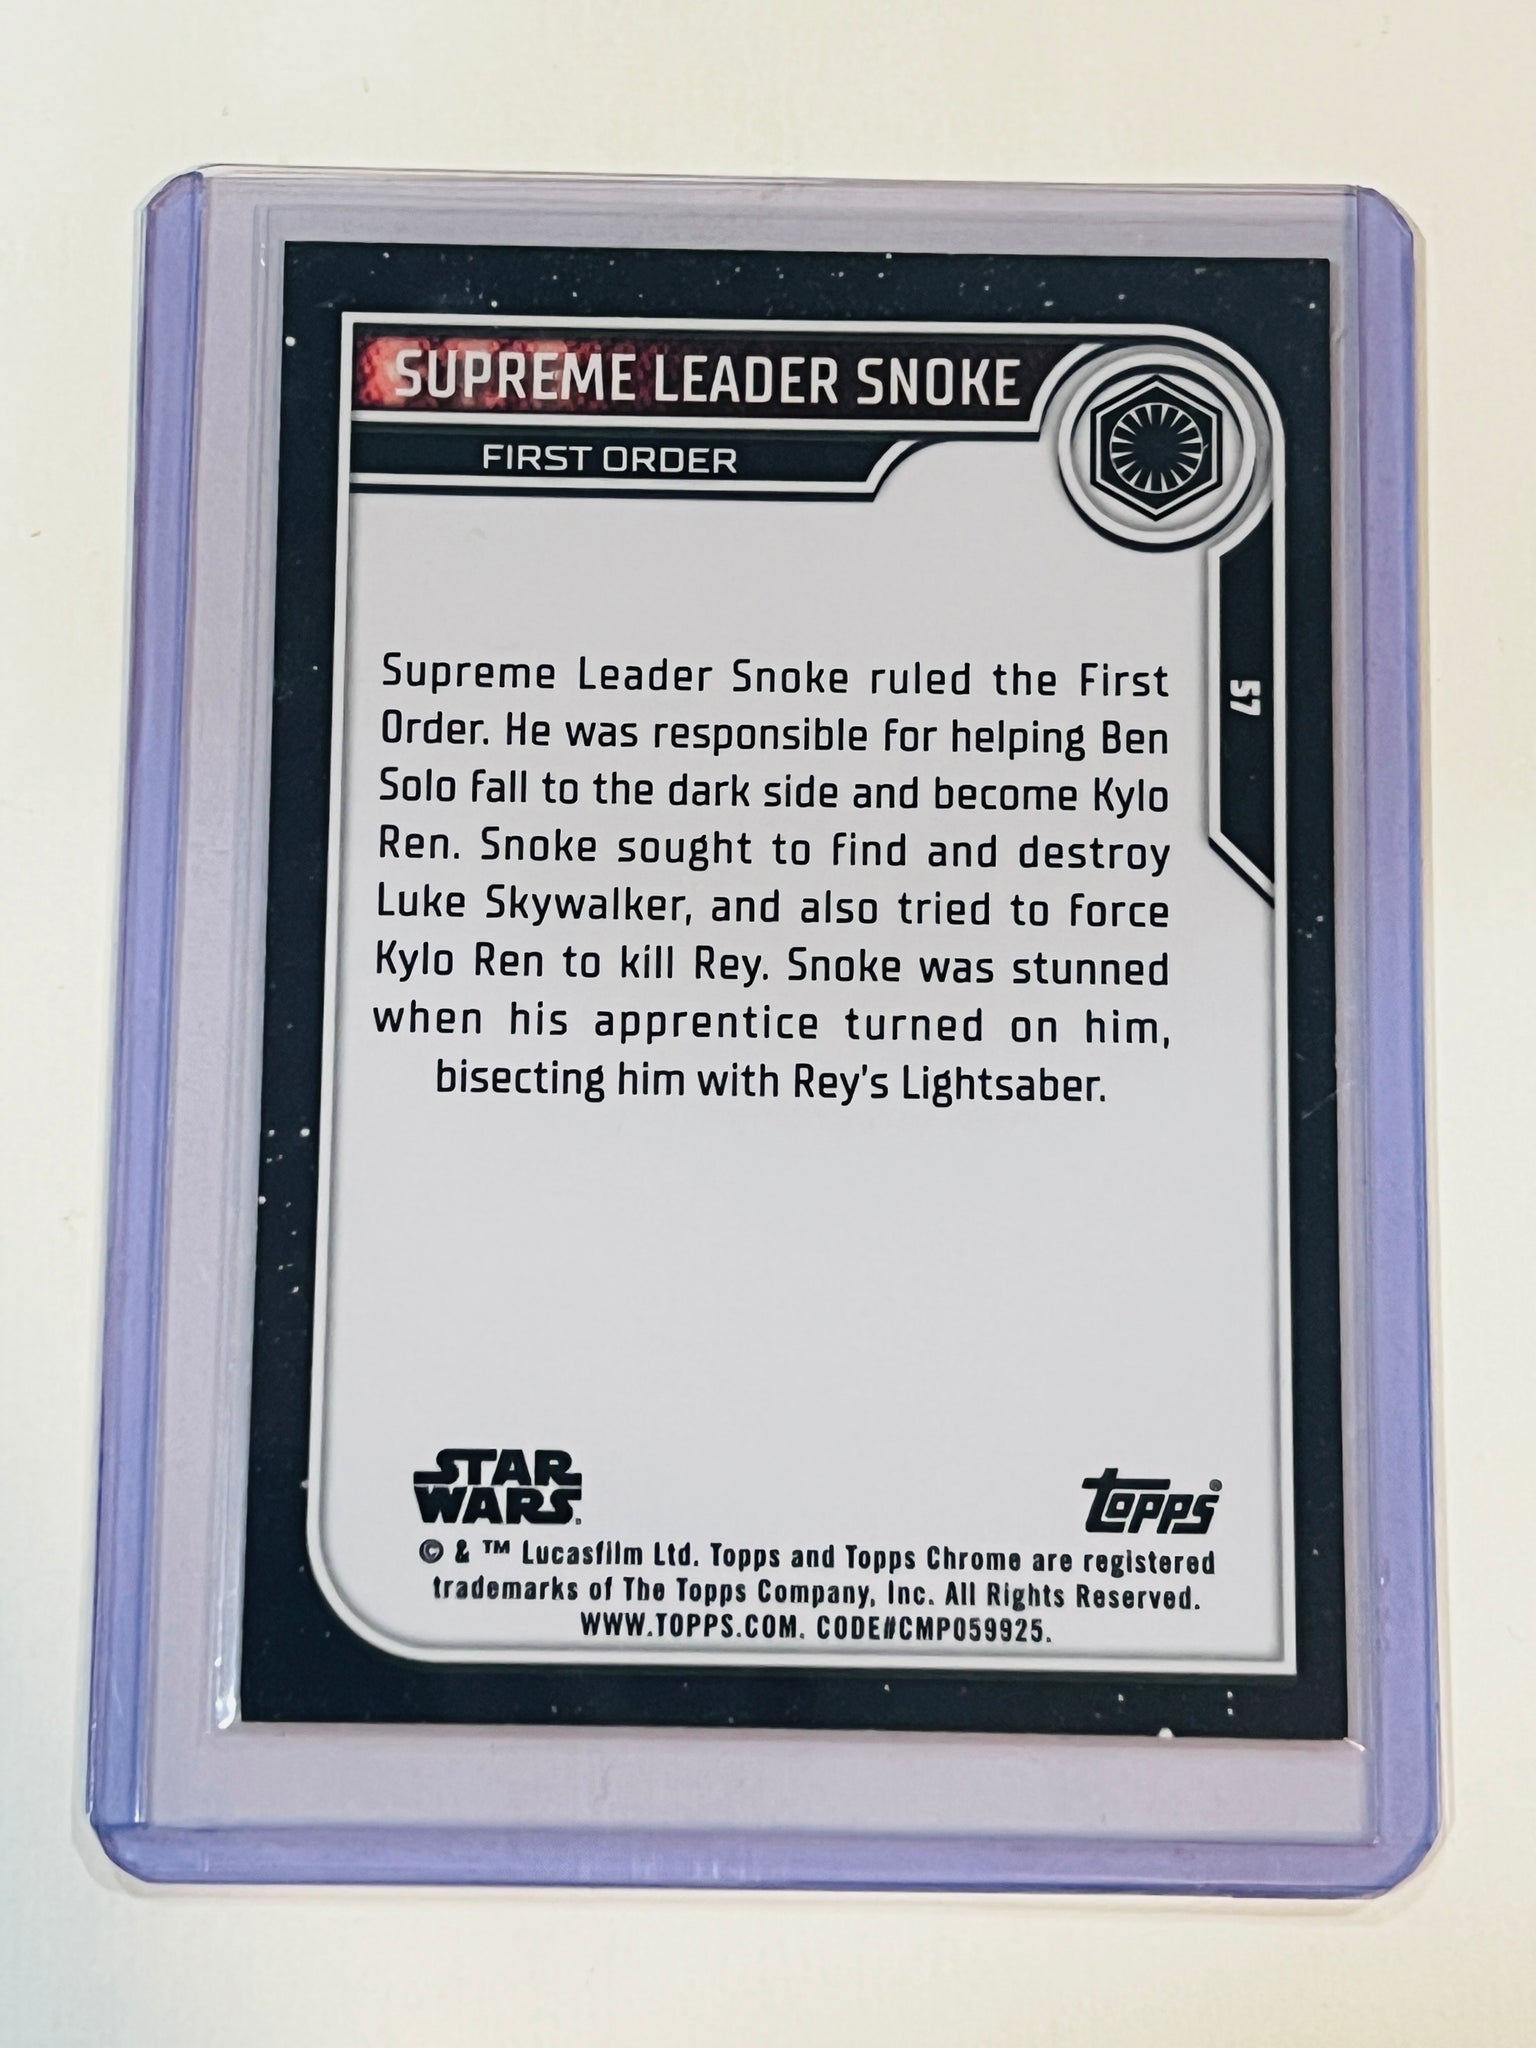 SUPREME LEADER SNOKE
FIRST ORDER
57
Supreme Leader Snoke ruled the First
Order. He was responsible for helping Ben
Solo fall to the dark side and become Kylo
Ren. Snoke sought to find and destroy
Luke Skywalker, and also tried to force
Kylo Ren to kill Rey. Snoke was stunned
when his apprentice turned on him,
bisecting him with Rey's Lightsaber.
STAR
WARS.
Topps®
© & ™ Lucasfilm Ltd. Topps and Topps Chrome are registered
trademarks of The Topps Company, Inc. All Rights Reserved.
WWW.TOPPS.COM. CODE#CMP059925.